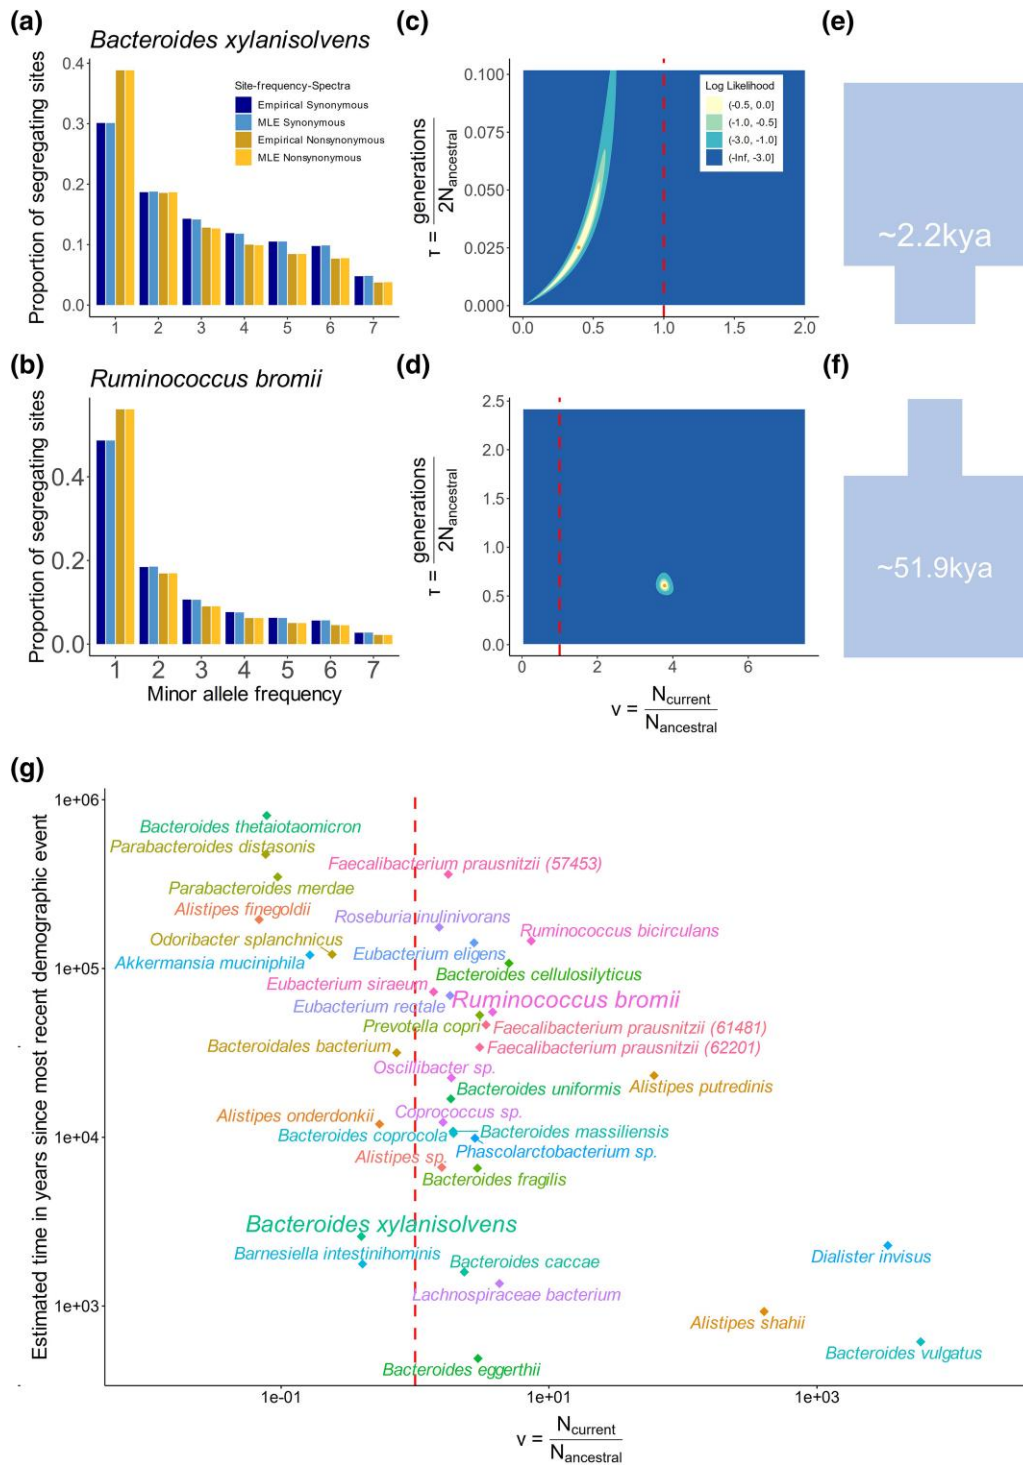 (a)
Bacteroides xylanisolvens
Proportion of segregating sites
0.4
0.3
0.2
0.1
0.0
Site-frequency-Spectra
Empirical Synonymous
MLE Synonymous
Empirical Nonsynonymous
MLE Nonsynonymous
1 2 3 4 5 6 7
(c)
τ = generations
2Nancestral
0.100
0.075
0.050
0.025
0.000
Log Likelihood
(-0.5, 0.0]
(-1.0, -0.5]
(-3.0, -1.0]
(-Inf, -3.0]
0.0 0.5 1.0 1.5 2.0
(e)
~2.2kya
(b)
Ruminococcus bromii
Proportion of segregating sites
0.4
0.2
0.0
1 2 3 4 5 6 7
Minor allele frequency
(d)
τ = generations
2Nancestral
2.5
2.0
1.5
1.0
0.5
0.0
0 2 4 6
ν = Ncurrent
Nancestral
(f)
~51.9kya
(g)
Estimated time in years since most recent demographic event
1e+06
1e+05
1e+04
1e+03
Bacteroides thetaiotaomicron
Parabacteroides distasonis
Faecalibacterium prausnitzii (57453)
Parabacteroides merdae
Alistipes finegoldii
Roseburia inulinivorans
Ruminococcus bicirculans
Odoribacter splanchnicus
Eubacterium eligens
Akkermansia muciniphila
Bacteroides cellulosilyticus
Eubacterium siraeum
Eubacterium rectale
Ruminococcus bromii
Prevotella copri
Faecalibacterium prausnitzii (61481)
Bacteroidales bacterium
Faecalibacterium prausnitzii (62201)
Oscillibacter sp.
Bacteroides uniformis
Alistipes putredinis
Alistipes onderdonkii
Coprococcus sp.
Bacteroides coprocola
Bacteroides massiliensis
Alistipes sp.
Phascolarctobacterium sp.
Bacteroides fragilis
Bacteroides xylanisolvens
Barnesiella intestinihominis
Bacteroides caccae
Dialister invisus
Lachnospiraceae bacterium
Alistipes shahii
Bacteroides vulgatus
Bacteroides eggerthii
1e-01 1e+01 1e+03
ν = Ncurrent
Nancestral